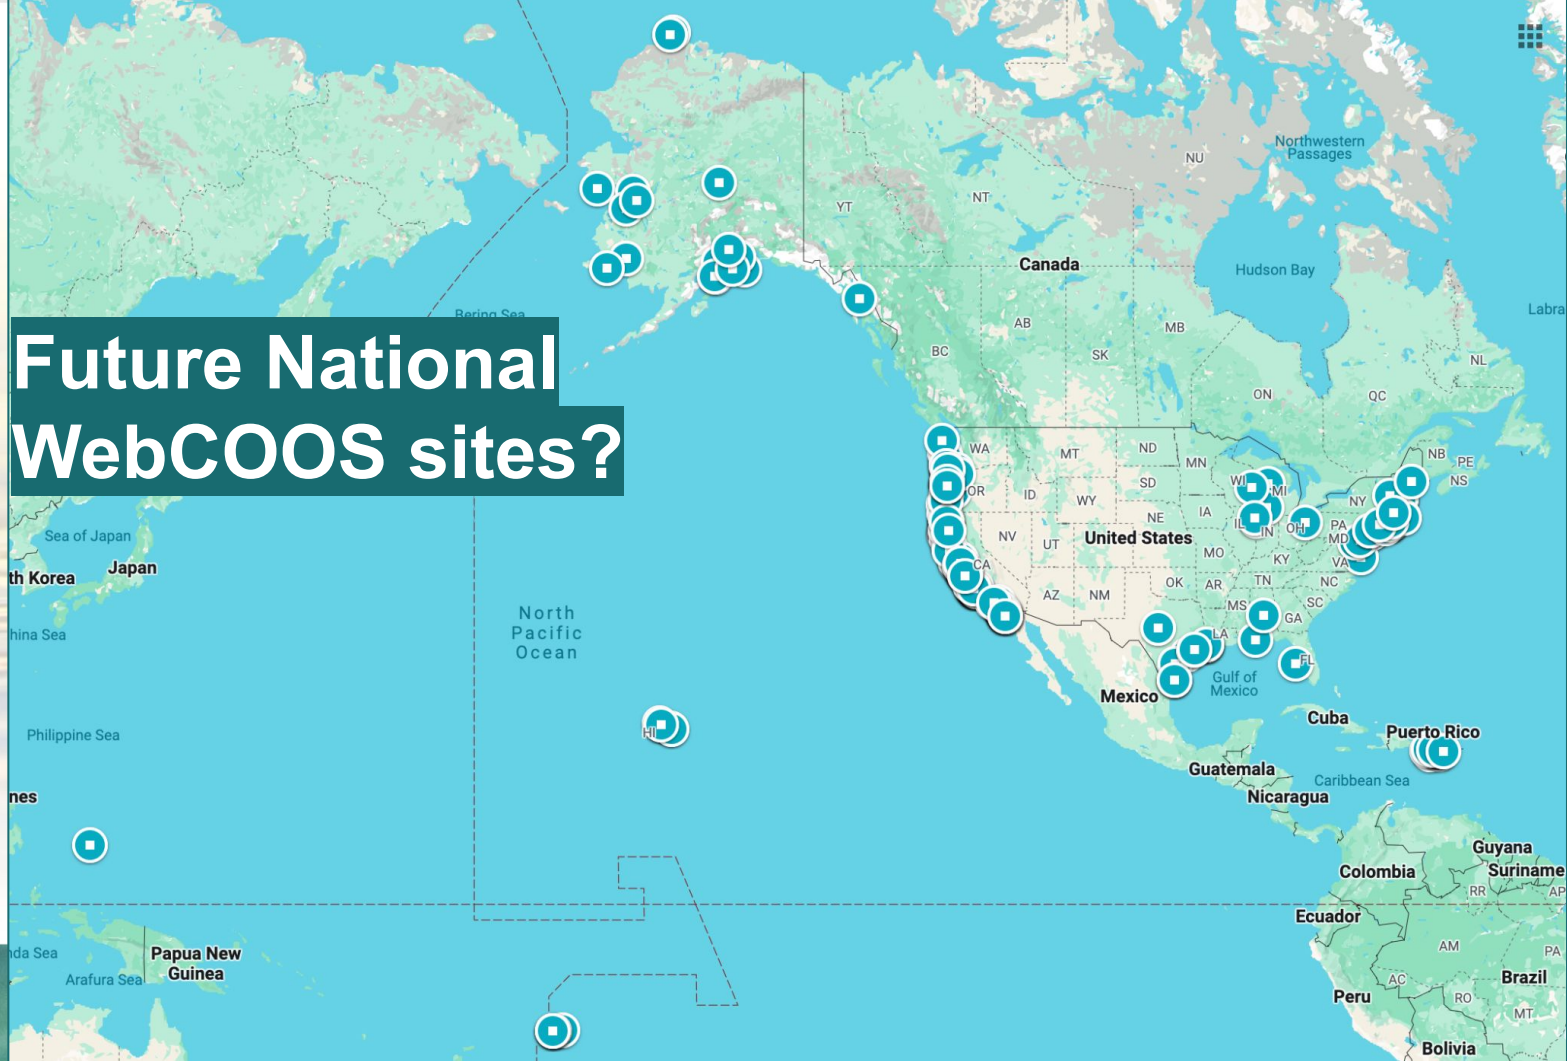 Future National
WebCOOS sites?
Northwestern
Passages
NU
NT
YT
Canada
Hudson Bay
Labra
Bering Sea
AB
MB
BC
SK
NL
ON
QC
WA
MT
ND
MN
NB
PE
NS
OR
ID
WY
SD
WI
MI
NY
IA
NE
IL
IN
OH
PA
MD
NV
UT
United States
MO
KY
VA
CA
OK
AR
TN
NC
AZ
NM
MS
SC
GA
LA
FL
Sea of Japan
Japan
th Korea
hina Sea
North
Pacific
Ocean
Gulf of
Mexico
Mexico
Cuba
Puerto Rico
HI
Philippine Sea
Guatemala
Caribbean Sea
Nicaragua
nes
Guyana
Suriname
Colombia
RR
AP
Ecuador
nda Sea
Papua New
Guinea
Arafura Sea
AM
PA
AC
Brazil
Peru
RO
MT
Bolivia